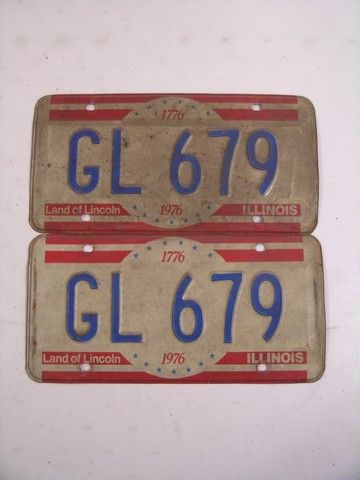 1776
GL 679
Land of Lincoln 1976 ILLINOIS
1776
GL 679
Land of Lincoln 1976 ILLINOIS